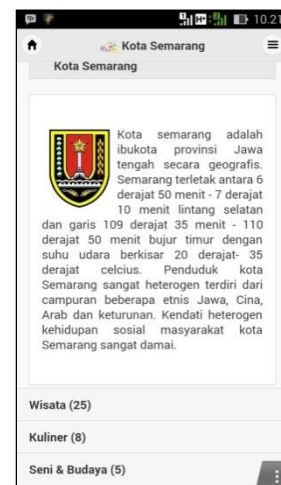 10.21
Kota Semarang
Kota Semarang
Kota semarang adalah
ibukota provinsi Jawa
tengah secara geografis.
Semarang terletak antara 6
derajat 50 menit - 7 derajat
10 menit lintang selatan
dan garis 109 derajat 35 menit - 110
derajat 50 menit bujur timur dengan
suhu udara berkisar 20 derajat- 35
derajat celcius. Penduduk kota
Semarang sangat heterogen terdiri dari
campuran beberapa etnis Jawa, Cina,
Arab dan keturunan. Kendati heterogen
kehidupan sosial masyarakat kota
Semarang sangat damai.
Wisata (25)
Kuliner (8)
Seni & Budaya (5)